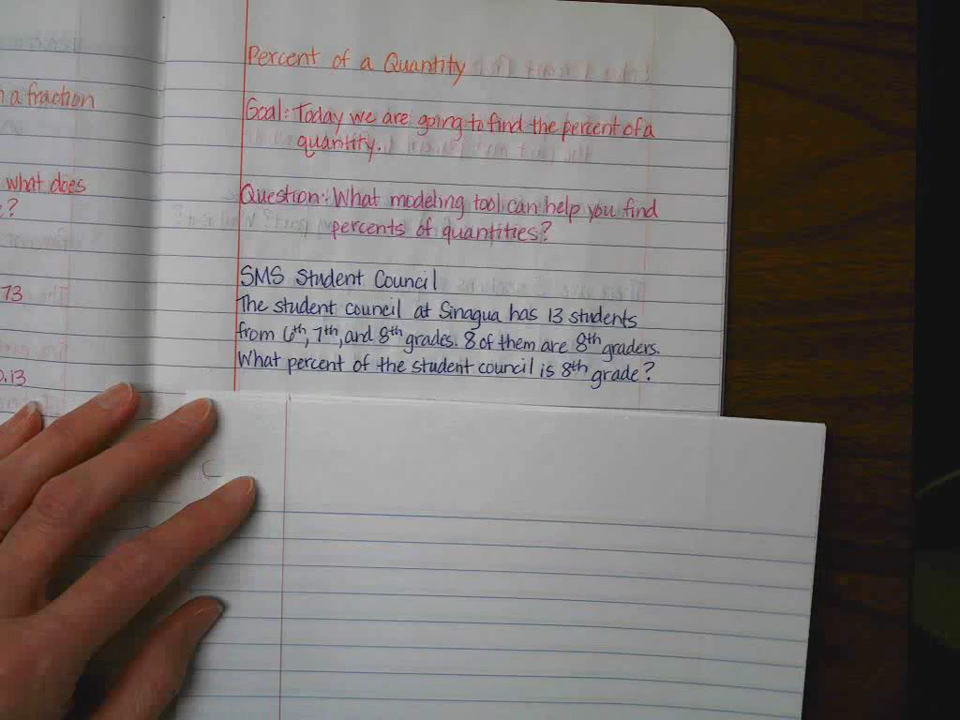 n a fraction
what does
e?
73
0.13
Percent of a Quantity
Goal: Today we are going to find the percent of a
quantity.
Question: What modeling tool can help you find
percents of quantities?
SMS Student Council
The student council at Sinagua has 13 students
from 6th, 7th, and 8th grades. 8 of them are 8th graders.
What percent of the student council is 8th grade?